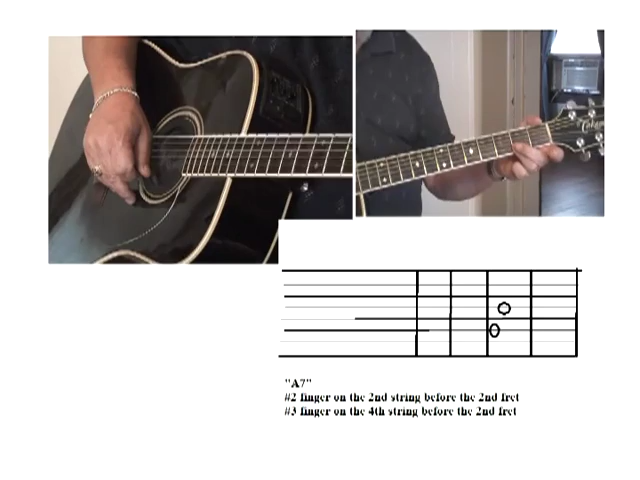 "A7"
#2 finger on the 2nd string before the 2nd fret
#3 finger on the 4th string before the 2nd fret